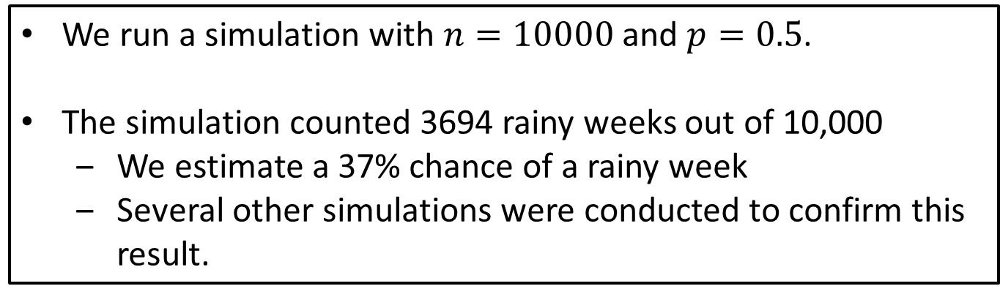 • We run a simulation with 𝑛 = 10000 and 𝑝 = 0.5.
• The simulation counted 3694 rainy weeks out of 10,000
– We estimate a 37% chance of a rainy week
– Several other simulations were conducted to confirm this
result.